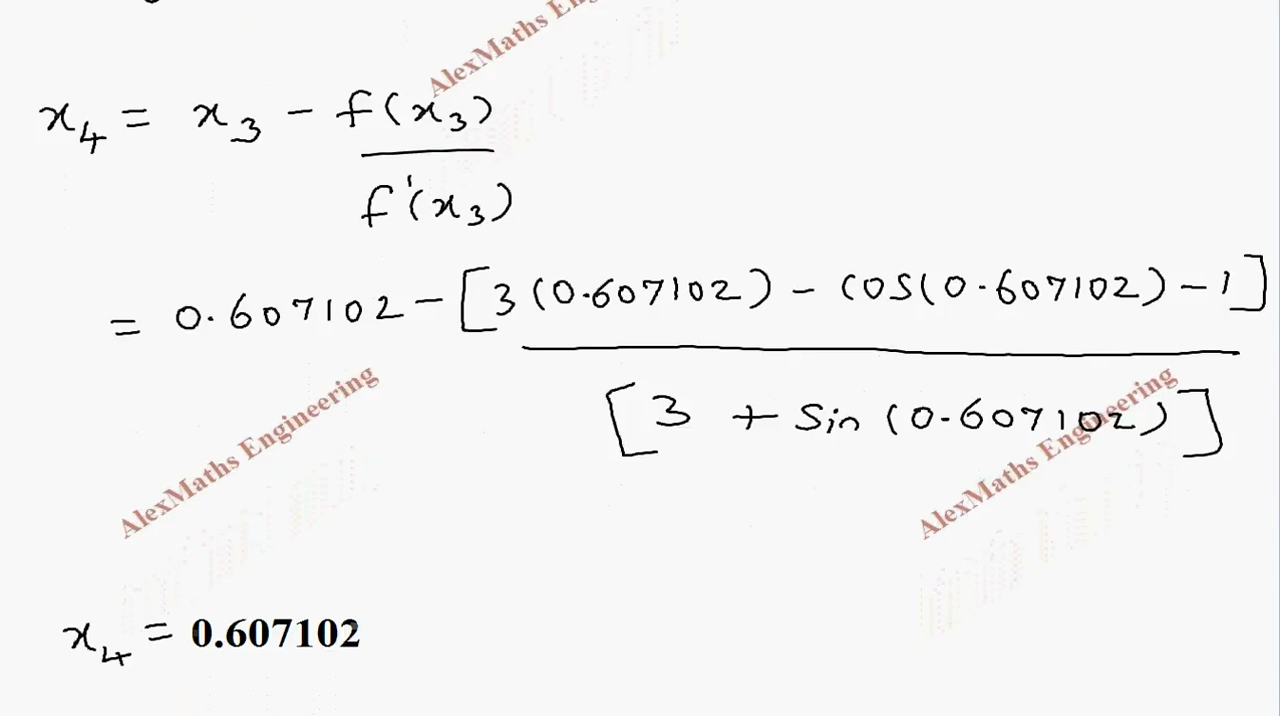 AlexMaths En
x₄ = x₃ - f(x₃)
f'(x₃)
= 0.607102 - [3(0.607102) - cos(0.607102) - 1]
[3 + Sin(0.607102)]
AlexMaths Engineering
AlexMaths Engineering
x₄ = 0.607102